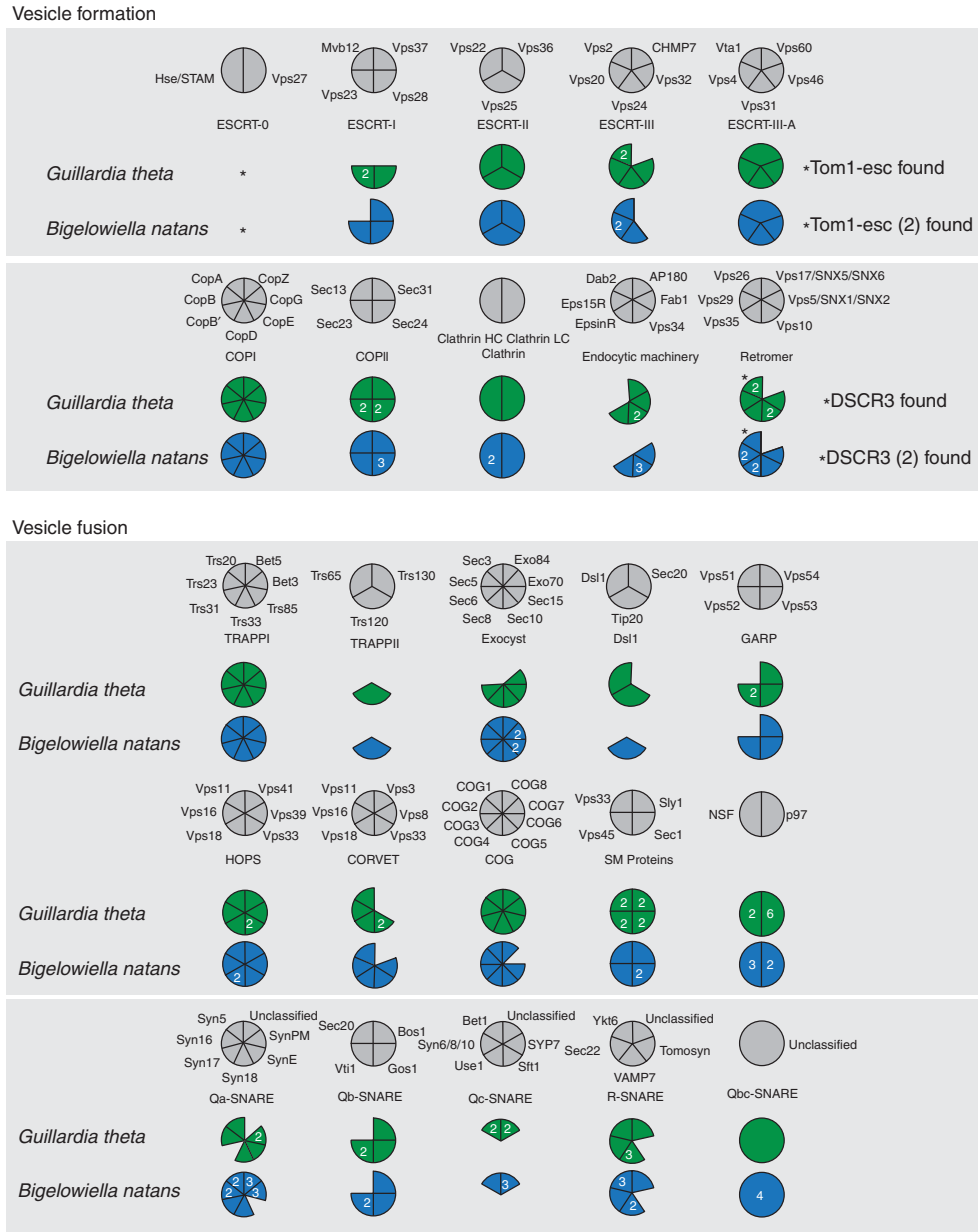 Vesicle formation
Mvb12 Vps37 Vps22 Vps36 Vps2 CHMP7 Vta1 Vps60
Hse/STAM Vps27 Vps20 Vps32 Vps4 Vps46
Vps23 Vps28 Vps25 Vps24 Vps31
ESCRT-0 ESCRT-I ESCRT-II ESCRT-III ESCRT-III-A
2
Guillardia theta * 2 *Tom1-esc found
Bigelowiella natans * 2 *Tom1-esc (2) found
CopA CopZ Sec13 Sec31 Dab2 AP180 Vps26 Vps17/SNX5/SNX6
CopB CopG Eps15R Fab1 Vps29 Vps5/SNX1/SNX2
CopB′ CopE Sec23 Sec24 EpsinR Vps34 Vps35 Vps10
CopD Clathrin HC Clathrin LC
COPI COPII Clathrin Endocytic machinery Retromer
* 2
Guillardia theta 2 2 2 2 *DSCR3 found
*
Bigelowiella natans 3 2 3 2 2 *DSCR3 (2) found
Vesicle fusion
Trs20 Bet5 Trs65 Trs130 Sec3 Exo84 Dsl1 Sec20 Vps51 Vps54
Trs23 Bet3 Sec5 Exo70
Trs31 Trs85 Sec6 Sec15 Vps52 Vps53
Trs33 Trs120 Sec8 Sec10 Tip20
TRAPPI TRAPPII Exocyst Dsl1 GARP
Guillardia theta 2
Bigelowiella natans 2 2
Vps11 Vps41 Vps11 Vps3 COG1 COG8 Vps33 Sly1
Vps16 Vps39 Vps16 Vps8 COG2 COG7 NSF p97
Vps18 Vps33 Vps18 Vps33 COG3 COG6 Vps45 Sec1
COG4 COG5
HOPS CORVET COG SM Proteins
Guillardia theta 2 2 2 2 2 2 2 6
Bigelowiella natans 2 2 3 2
Syn5 Unclassified Sec20 Bos1 Bet1 Unclassified Ykt6 Unclassified
Syn16 SynPM Syn6/8/10 SYP7 Sec22 Tomosyn Unclassified
Syn17 SynE Vti1 Gos1 Use1 Sft1
Syn18 VAMP7
Qa-SNARE Qb-SNARE Qc-SNARE R-SNARE Qbc-SNARE
Guillardia theta 2 2 2 2 3
Bigelowiella natans 2 3 2 3 2 3 3 2 4